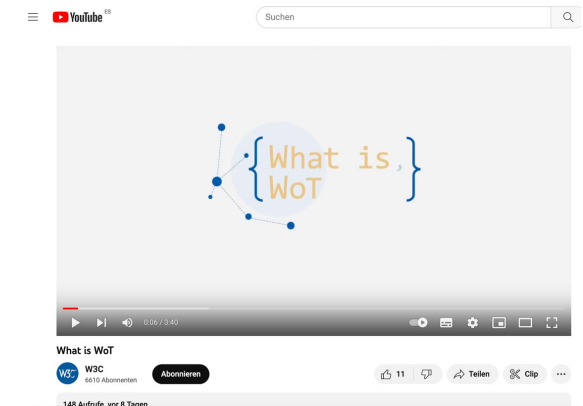 YouTube ES
Suchen
{What is,
WoT}
0:06 / 3:40
What is WoT
W3C
W3C
6610 Abonnenten
Abonnieren
11
Teilen
Clip
148 Aufrufe vor 8 Tagen